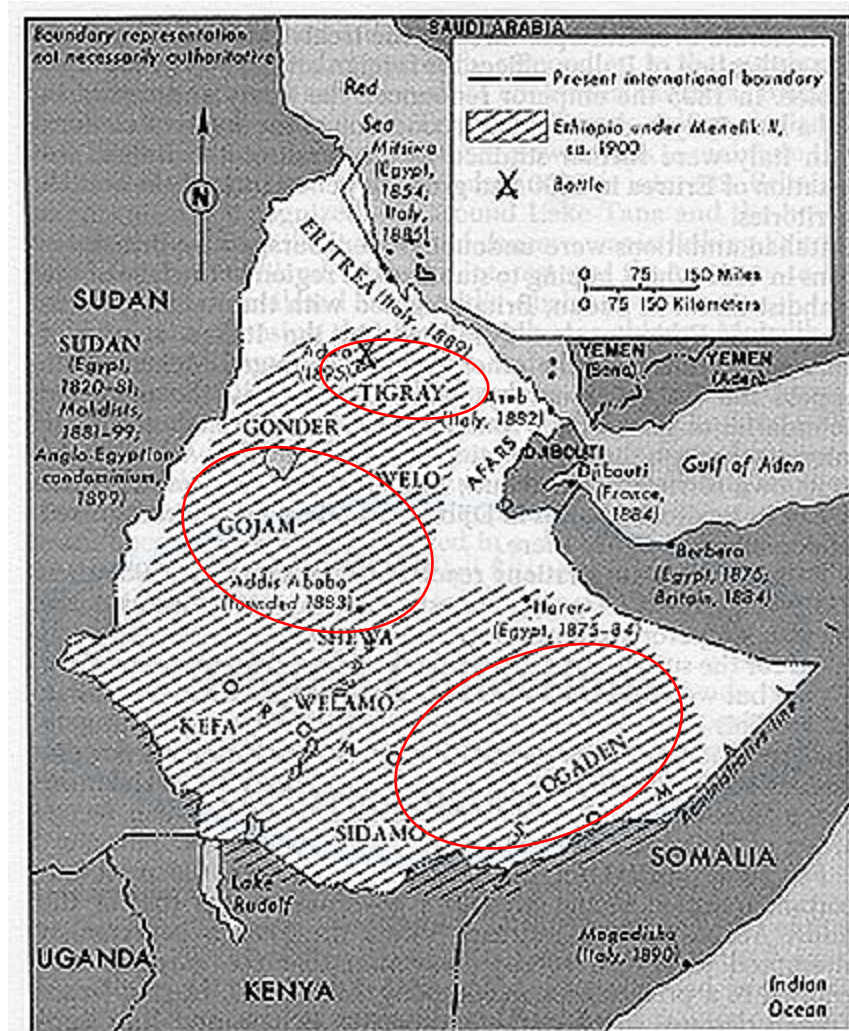 Boundary representation
not necessarily authoritative
SAUDI ARABIA
Present international boundary
Ethiopia under Menelik II,
ca. 1900
Battle
0 75 150 Miles
0 75 150 Kilometers
N
Red
Sea
Mitsiwa
(Egypt,
1854;
Italy,
1885)
ERITREA (Italy, 1889)
SUDAN
SUDAN
(Egypt,
1820-81;
Mahdists,
1881-99;
Anglo-Egyptian
condominium,
1899)
Adwa
(1895)
TIGRAY
GONDER
Aseb
(Italy, 1882)
YEMEN
(Sana)
YEMEN
(Aden)
WELO
AFARS
DJIBOUTI
Djibouti
(France,
1884)
Gulf of Aden
GOJAM
Berbera
(Egypt, 1875;
Britain, 1884)
Addis Ababa
(founded 1883)
Harer
(Egypt, 1875-84)
SHEWA
WELAMO
KEFA
OGADEN
SIDAMO
S O M A L I
Administrative line
SOMALIA
Lake
Rudolf
UGANDA
KENYA
Mogadishu
(Italy, 1890)
Indian
Ocean